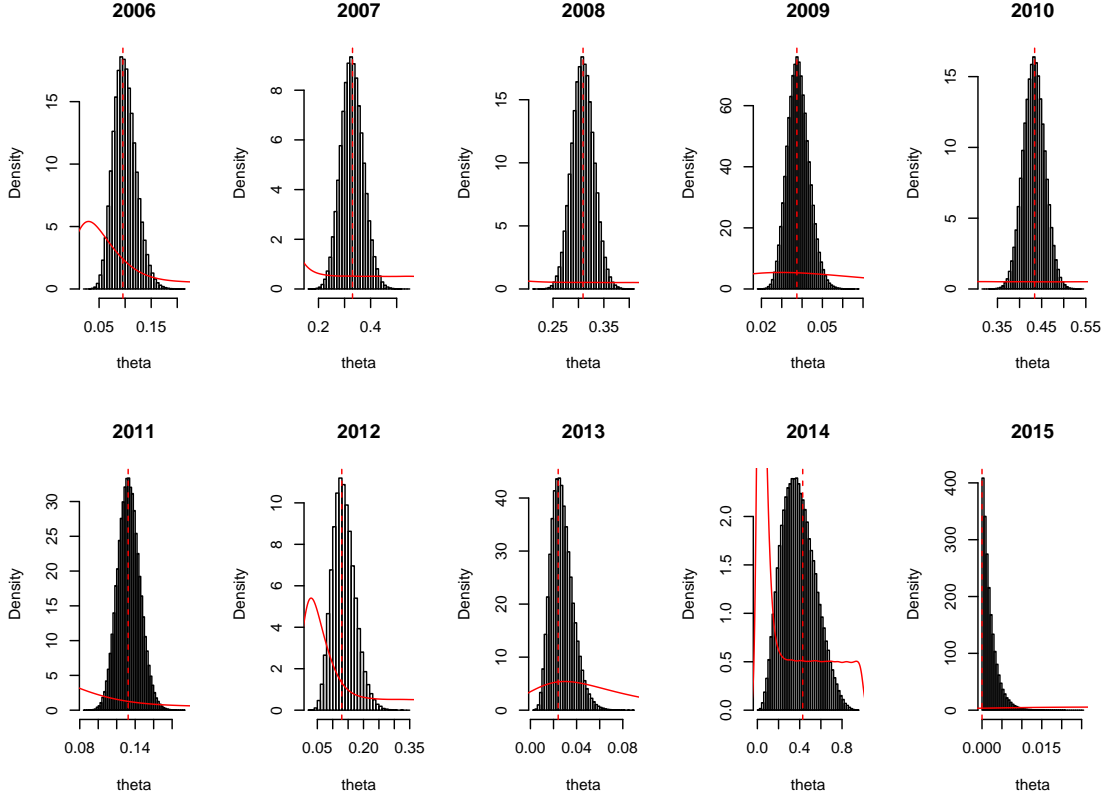 2006 2007 2008 2009 2010
Density 0 5 10 15 0.05 0.15 theta
Density 0 2 4 6 8 0.2 0.4 theta
Density 0 5 10 15 0.25 0.35 theta
Density 0 20 40 60 0.02 0.05 theta
Density 0 5 10 15 0.35 0.45 0.55 theta
2011 2012 2013 2014 2015
Density 0 5 10 15 20 25 30 0.08 0.14 theta
Density 0 2 4 6 8 10 0.05 0.20 0.35 theta
Density 0 10 20 30 40 0.00 0.04 0.08 theta
Density 0.0 0.5 1.0 1.5 2.0 0.0 0.4 0.8 theta
Density 0 100 200 300 400 0.000 0.015 theta